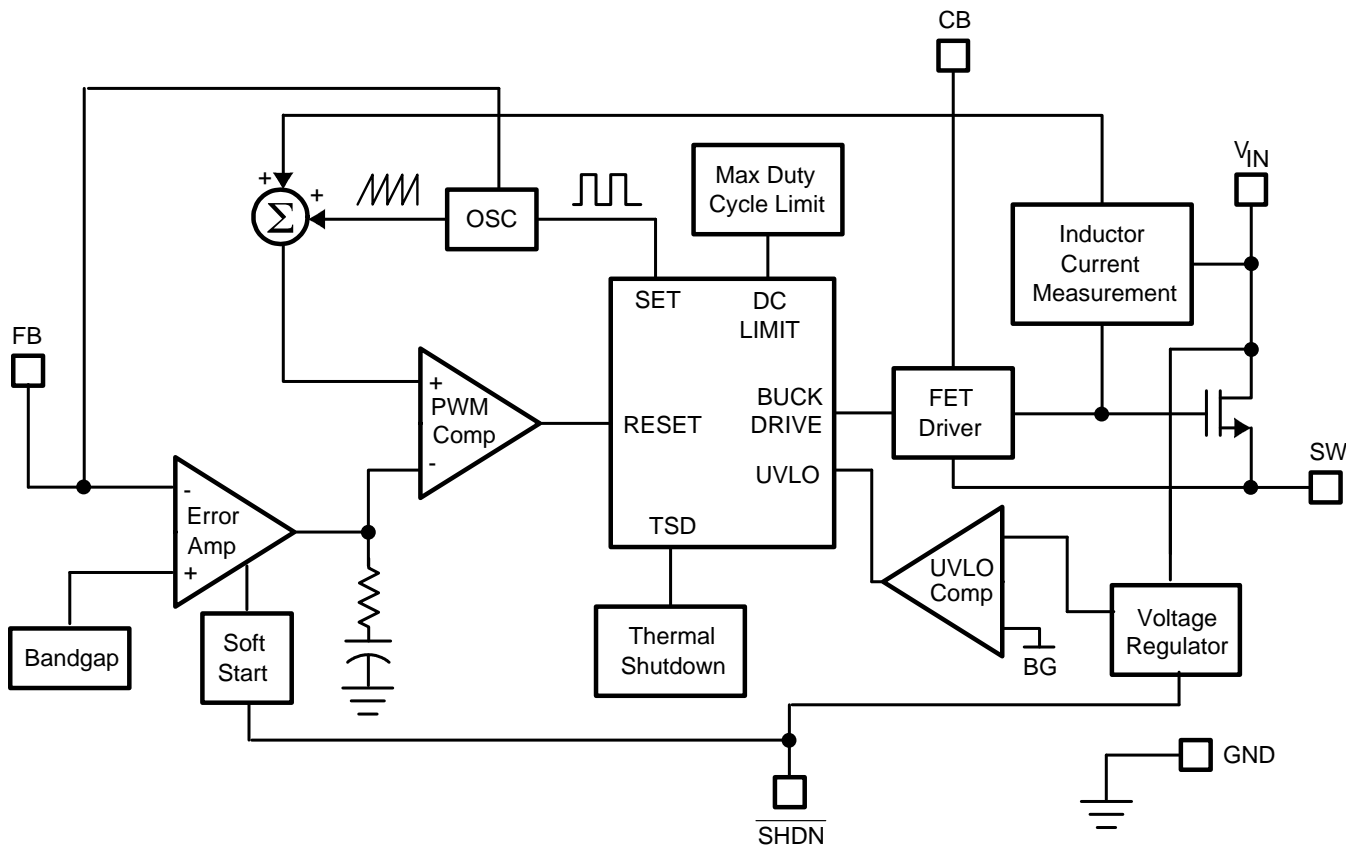 CB
V_IN
Max Duty
Cycle Limit
+
+
Σ
OSC
Inductor
Current
Measurement
SET
DC
LIMIT
FB
+
PWM
Comp
-
RESET
BUCK
DRIVE
FET
Driver
UVLO
SW
-
Error
Amp
+
TSD
UVLO
Comp
Bandgap
Soft
Start
Thermal
Shutdown
BG
Voltage
Regulator
GND
SHDN